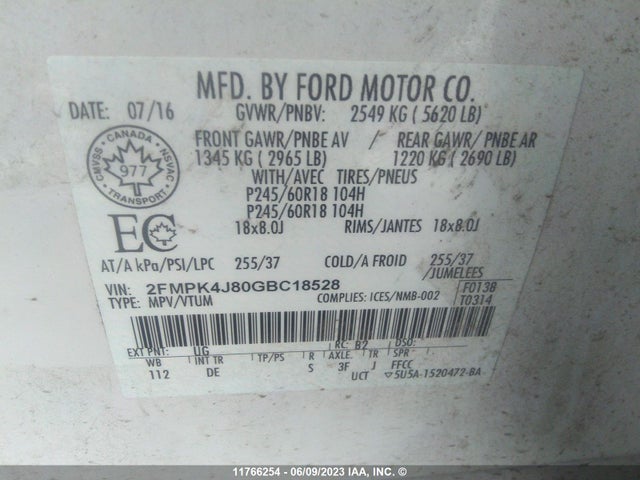 MFD. BY FORD MOTOR CO.
DATE: 07/16 GVWR/PNBV: 2549 KG ( 5620 LB)
FRONT GAWR/PNBE AV / REAR GAWR/ PNBE AR
1345 KG ( 2965 LB) 1220 KG ( 2690 LB)
WITH/AVEC TIRES/PNEUS
P245/60R18 104H
P245/60R18 104H
18x8.0J RIMS/JANTES 18x8.0J
CANADA
CMVSS NSVAC
977
TRANSPORT
EC
AT/A kPa/PSI/LPC 255/37 COLD/A FROID 255/37
/JUMELEES
VIN: 2FMPK4J80GBC18528 F0138
TYPE: MPV/VTUM COMPLIES: ICES/NMB-002 T0314
EXT PNT: UG RC: B2 DSO:
WB INT TR TP/PS R AXLE TR SPR
112 DE S 3F J FFCC
UCT ▽5U5A-1520472-BA
11766254 - 06/09/2023 IAA, INC. ©